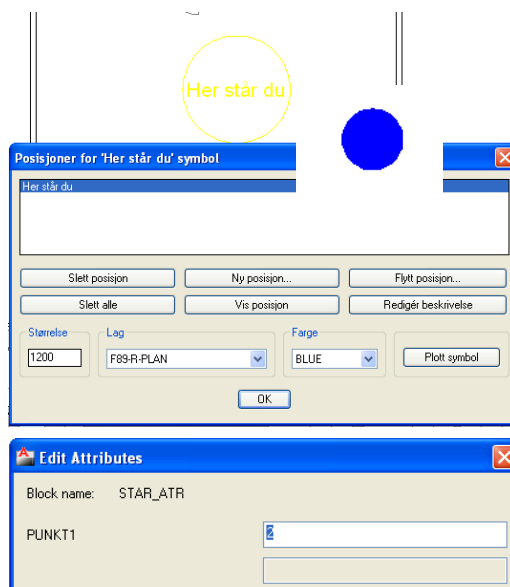 Her står du
Posisjoner for 'Her står du' symbol
Her står du
Slett posisjon Ny posisjon... Flytt posisjon...
Slett alle Vis posisjon Redigér beskrivelse
Størrelse Lag Farge
1200 F89-R-PLAN BLUE Plott symbol
OK
Edit Attributes
Block name: STAR_ATR
PUNKT1 2